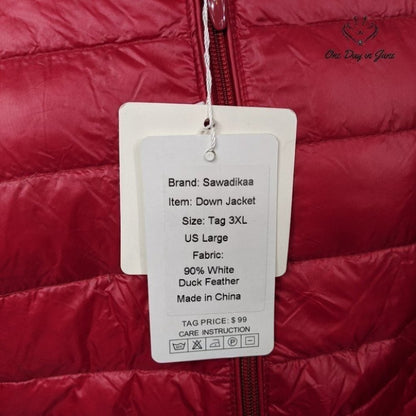 One Day in June
Brand: Sawadikaa
Item: Down Jacket
Size: Tag 3XL
US Large
Fabric:
90% White
Duck Feather
Made in China
TAG PRICE: $ 99
CARE INSTRUCTION
P